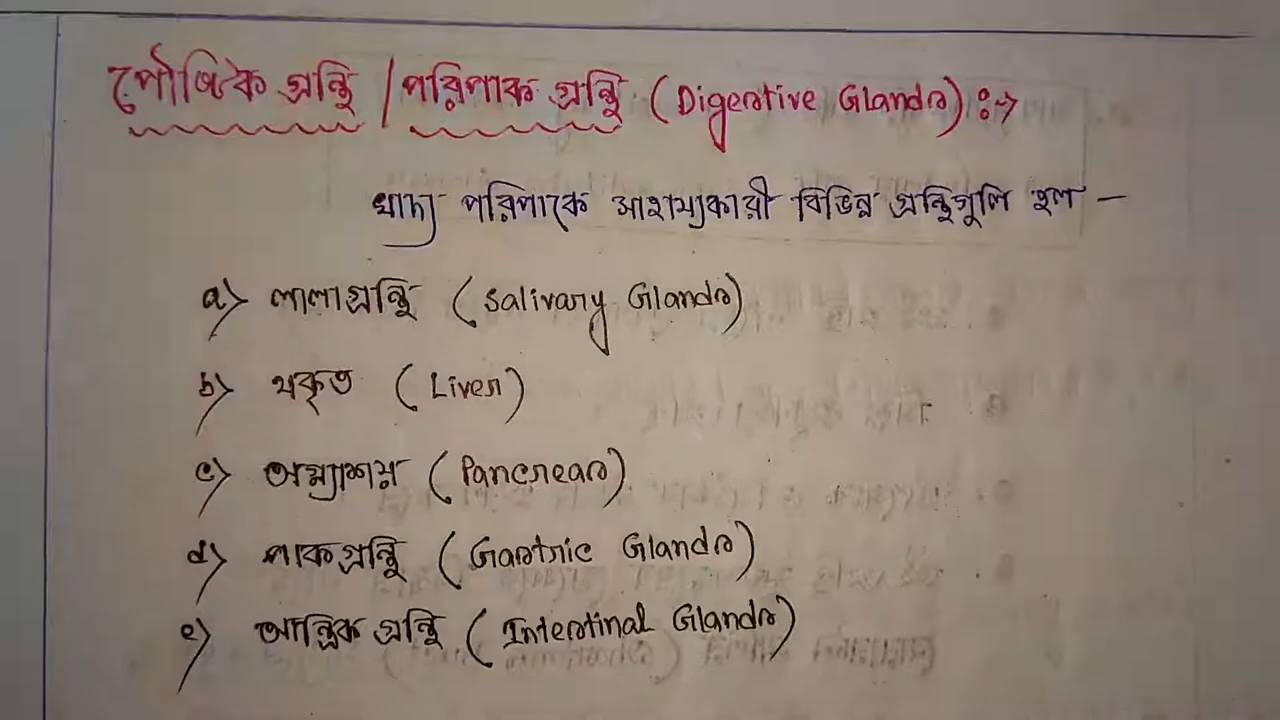 পৌষ্টিক গ্রন্থি / পরিপাক গ্রন্থি (Digestive Glands) :→
খাদ্য পরিপাকে সাহায্যকারী বিভিন্ন গ্রন্থিগুলি হল —
a) লালাগ্রন্থি (Salivary Glands)
b) যকৃত (Liver)
c) অগ্ন্যাশয় (Pancreas)
d) পাকগ্রন্থি (Gastric Glands)
e) আন্ত্রিক গ্রন্থি (Intestinal Glands)